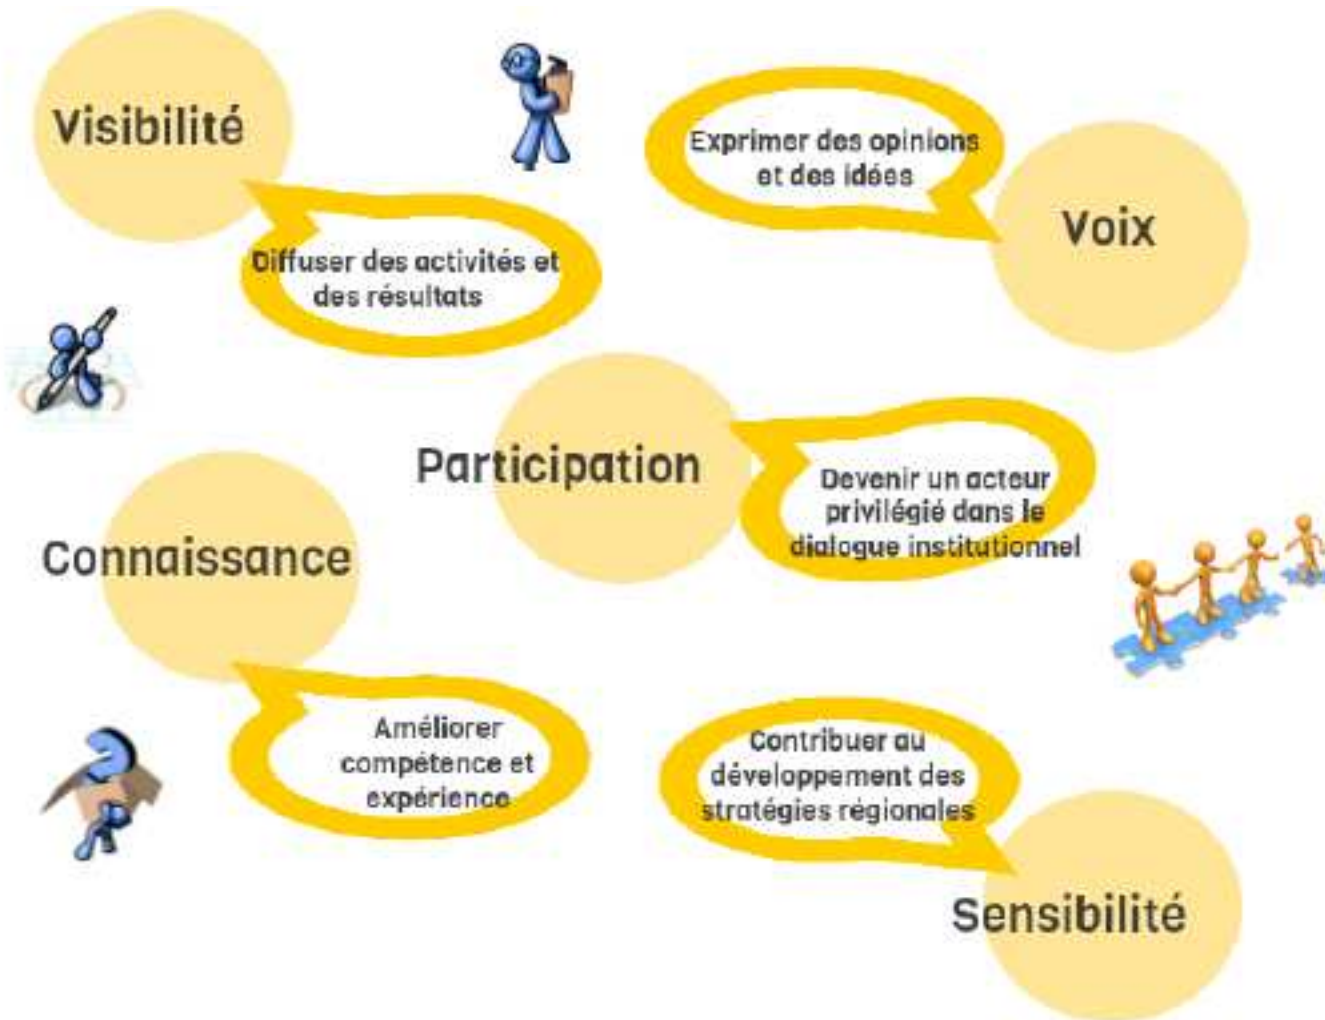 Visibilité
Diffuser des activités et
des résultats
Exprimer des opinions
et des idées
Voix
Participation
Devenir un acteur
privilégié dans le
dialogue institutionnel
Connaissance
Améliorer
compétence et
expérience
Contribuer au
développement des
stratégies régionales
Sensibilité